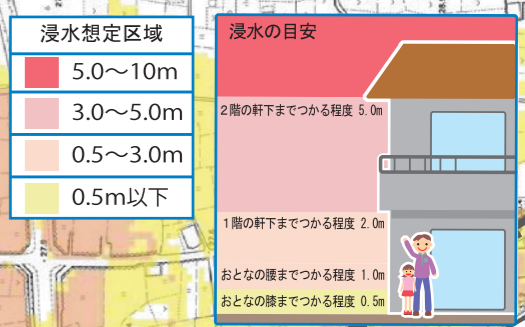 浸水想定区域
5.0～10m
3.0～5.0m
0.5～3.0m
0.5m以下
浸水の目安
2階の軒下までつかる程度 5.0m
1階の軒下までつかる程度 2.0m
おとなの腰までつかる程度 1.0m
おとなの膝までつかる程度 0.5m